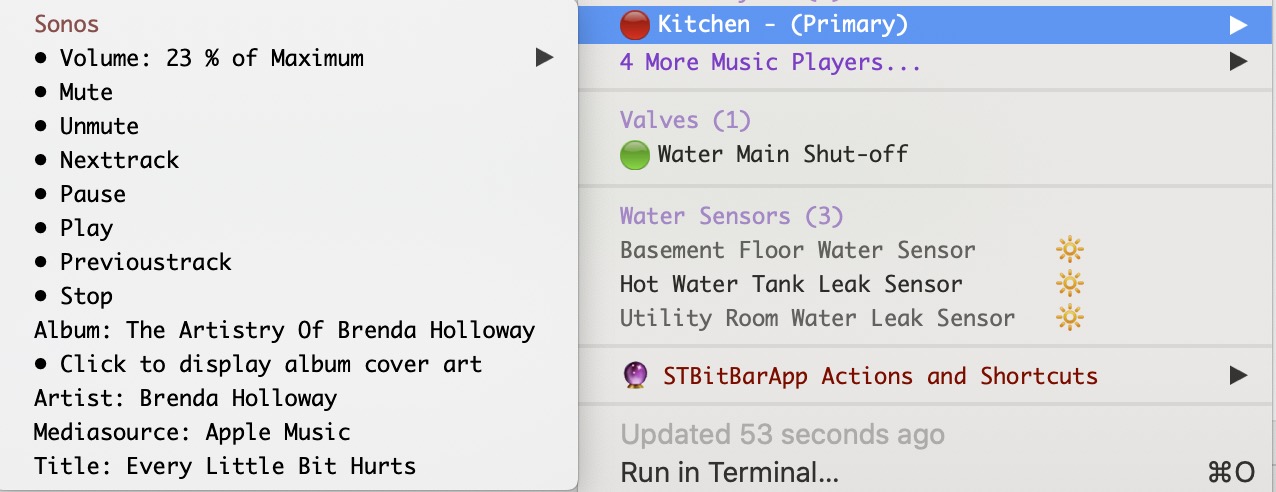 Sonos
• Volume: 23 % of Maximum
• Mute
• Unmute
• Nexttrack
• Pause
• Play
• Previoustrack
• Stop
Album: The Artistry Of Brenda Holloway
• Click to display album cover art
Artist: Brenda Holloway
Mediasource: Apple Music
Title: Every Little Bit Hurts
Kitchen - (Primary)
4 More Music Players...
Valves (1)
Water Main Shut-off
Water Sensors (3)
Basement Floor Water Sensor
Hot Water Tank Leak Sensor
Utility Room Water Leak Sensor
STBitBarApp Actions and Shortcuts
Updated 53 seconds ago
Run in Terminal... ⌘O